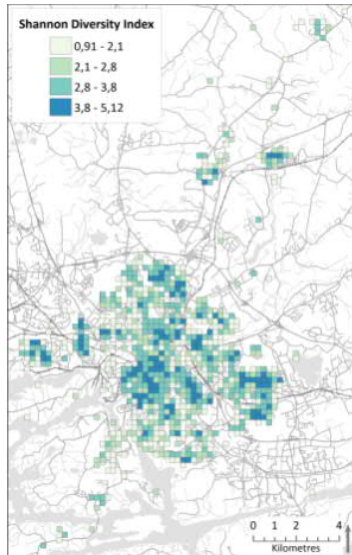 Shannon Diversity Index
0,91 - 2,1
2,1 - 2,8
2,8 - 3,8
3,8 - 5,12
0 1 2 4
Kilometres